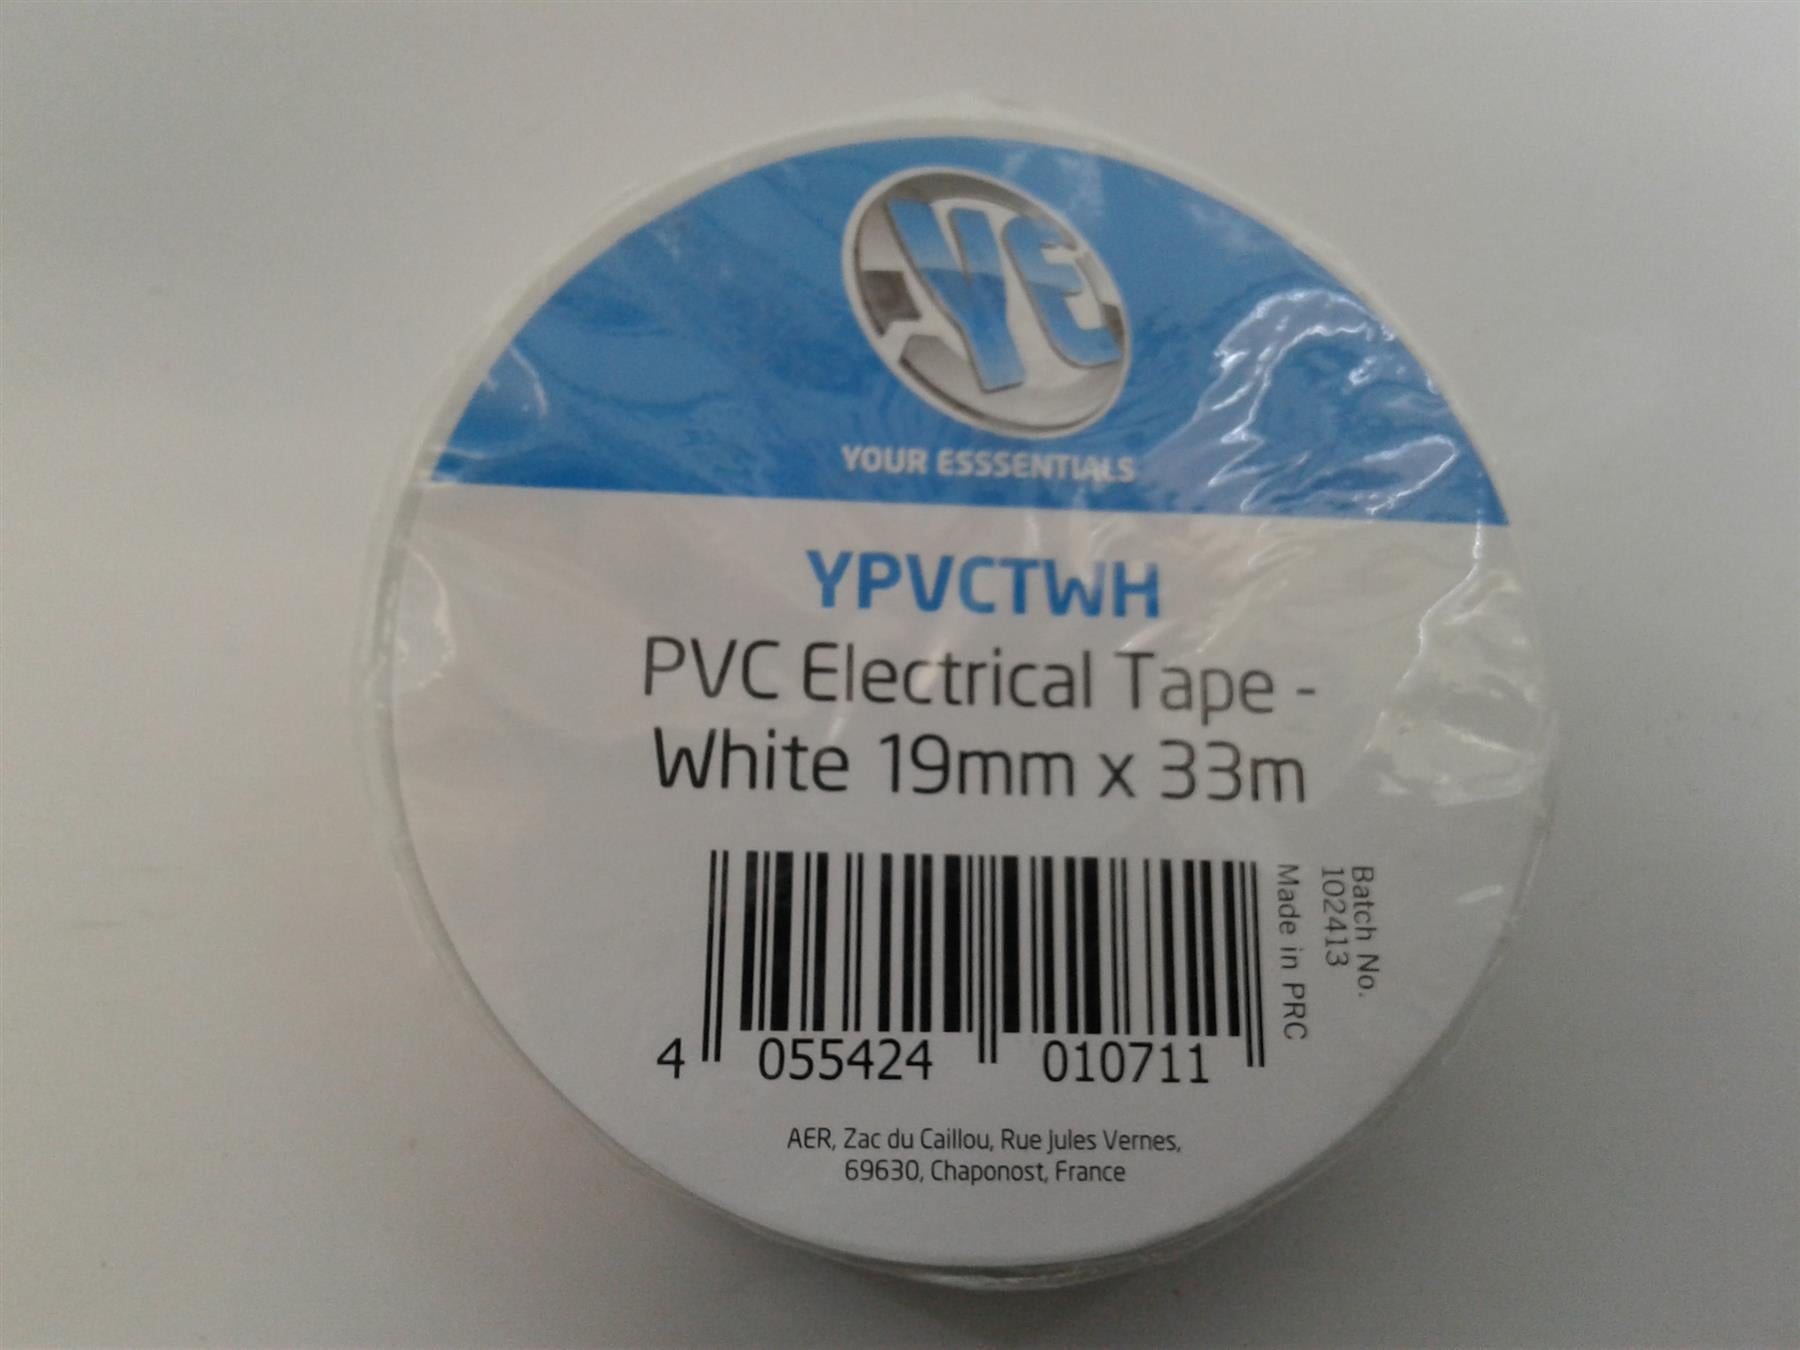 YE
YOUR ESSSENTIALS
YPVCTWH
PVC Electrical Tape -
White 19mm x 33m
Batch No.
102413
Made in PRC
4 055424 010711
AER, Zac du Caillou, Rue Jules Vernes,
69630, Chaponost, France